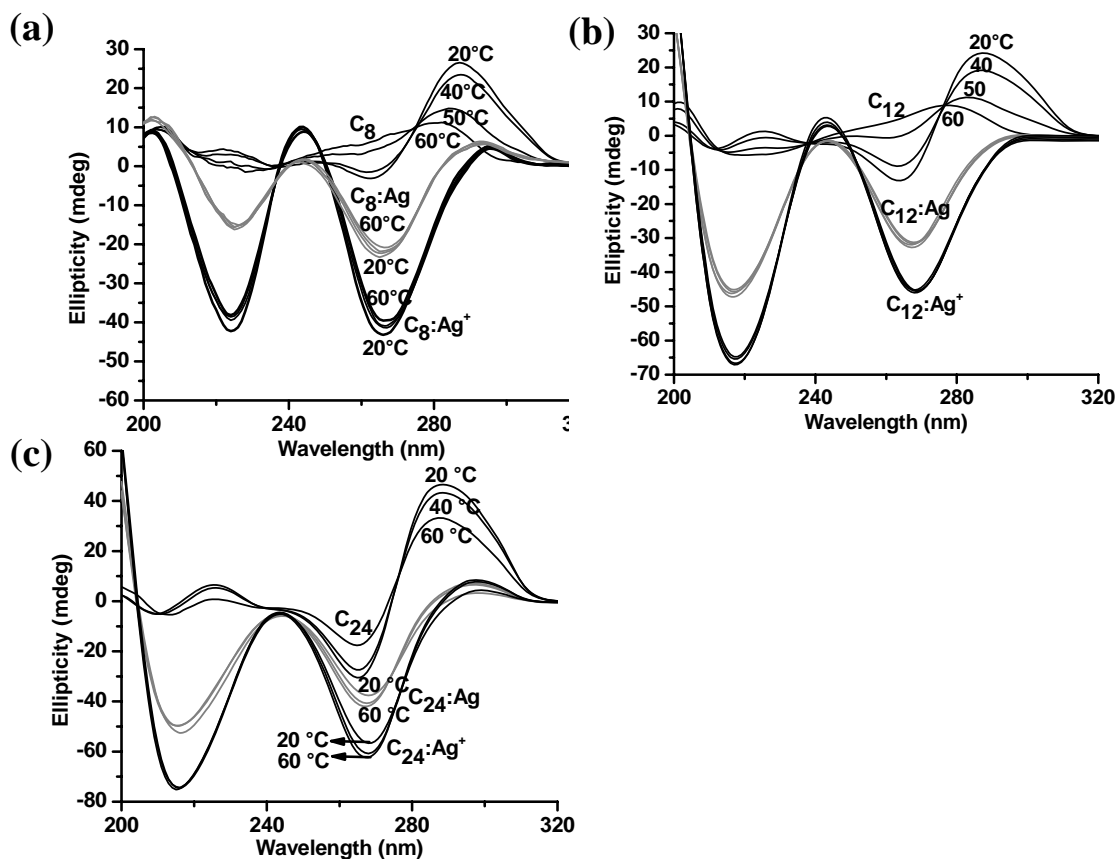 (a)
30
20
10
0
-10
-20
-30
-40
-50
-60
Ellipticity (mdeg)
20°C
40°C
50°C
60°C
C8
C8:Ag
60°C
20°C
60°C
C8:Ag+
20°C
200
240
280
Wavelength (nm)
(b)
30
20
10
0
-10
-20
-30
-40
-50
-60
-70
Ellipticity (mdeg)
20°C
40
50
60
C12
C12:Ag
C12:Ag+
200
240
280
320
Wavelength (nm)
(c)
60
40
20
0
-20
-40
-60
-80
Ellipticity (mdeg)
20 °C
40 °C
60 °C
C24
20 °C
C24:Ag
60 °C
20 °C
C24:Ag+
60 °C
200
240
280
320
Wavelength (nm)